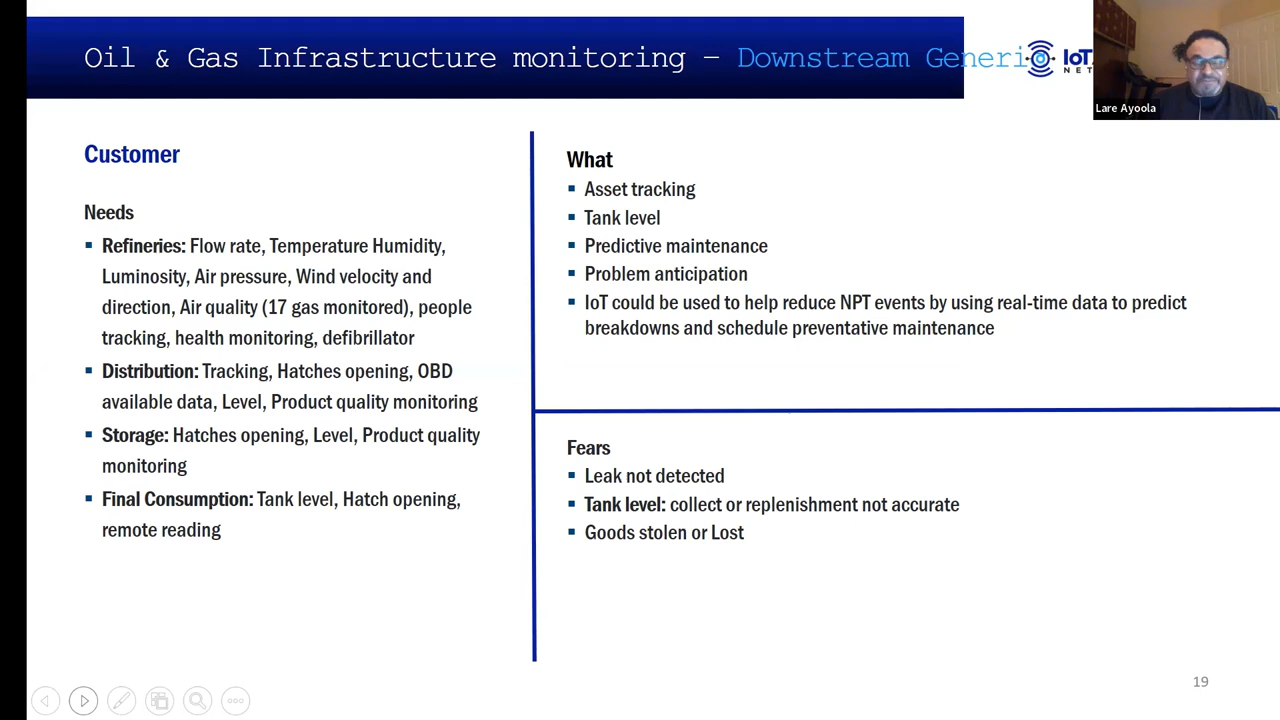 Oil & Gas Infrastructure monitoring – Downstream Generi
IoT
NET
Lare Ayoola
Customer
Needs
▪ Refineries: Flow rate, Temperature Humidity,
Luminosity, Air pressure, Wind velocity and
direction, Air quality (17 gas monitored), people
tracking, health monitoring, defibrillator
▪ Distribution: Tracking, Hatches opening, OBD
available data, Level, Product quality monitoring
▪ Storage: Hatches opening, Level, Product quality
monitoring
▪ Final Consumption: Tank level, Hatch opening,
remote reading
What
▪ Asset tracking
▪ Tank level
▪ Predictive maintenance
▪ Problem anticipation
▪ IoT could be used to help reduce NPT events by using real-time data to predict
breakdowns and schedule preventative maintenance
Fears
▪ Leak not detected
▪ Tank level: collect or replenishment not accurate
▪ Goods stolen or Lost
19